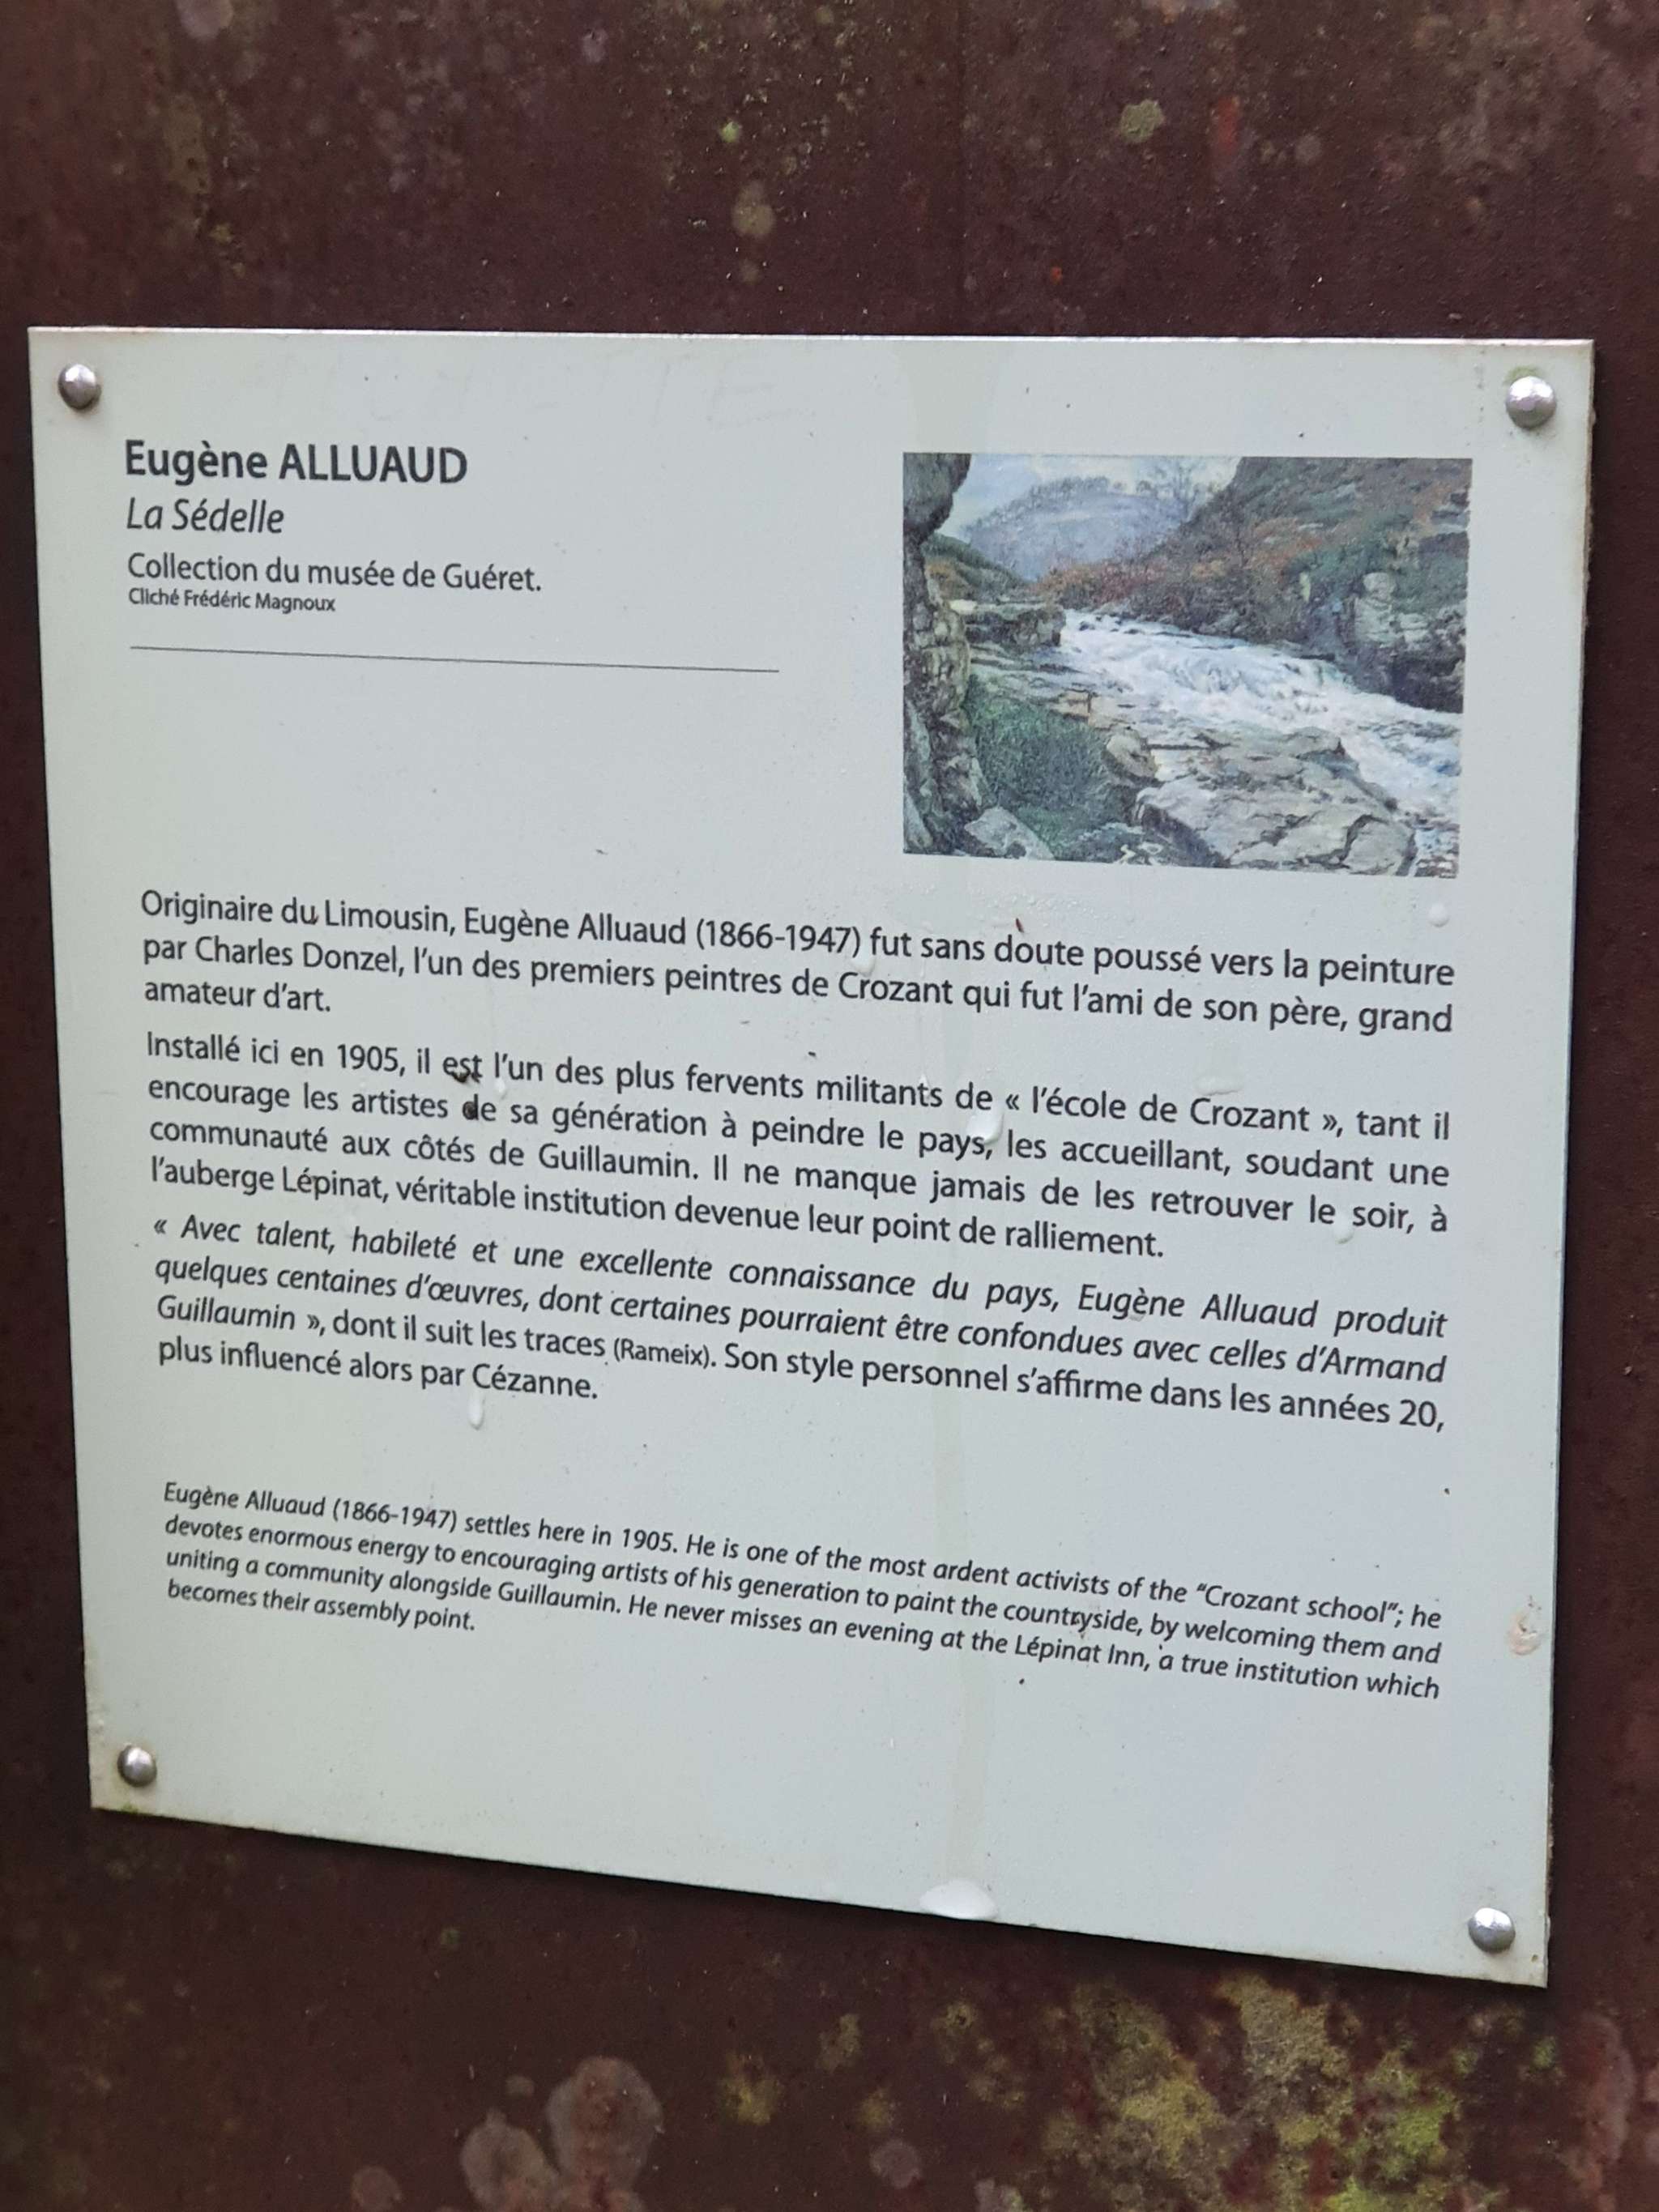 Eugène ALLUAUD
La Sédelle
Collection du musée de Guéret.
Cliché Frédéric Magnoux
Originaire du Limousin, Eugène Alluaud (1866-1947) fut sans doute poussé vers la peinture
par Charles Donzel, l'un des premiers peintres de Crozant qui fut l'ami de son père, grand
amateur d'art.
Installé ici en 1905, il est l'un des plus fervents militants de « l'école de Crozant », tant il
encourage les artistes de sa génération à peindre le pays, les accueillant, soudant une
communauté aux côtés de Guillaumin. Il ne manque jamais de les retrouver le soir, à
l'auberge Lépinat, véritable institution devenue leur point de ralliement.
« Avec talent, habileté et une excellente connaissance du pays, Eugène Alluaud produit
quelques centaines d'œuvres, dont certaines pourraient être confondues avec celles d'Armand
Guillaumin », dont il suit les traces (Rameix). Son style personnel s'affirme dans les années 20,
plus influencé alors par Cézanne.
Eugène Alluaud (1866-1947) settles here in 1905. He is one of the most ardent activists of the "Crozant school"; he
devotes enormous energy to encouraging artists of his generation to paint the countryside, by welcoming them and
uniting a community alongside Guillaumin. He never misses an evening at the Lépinat Inn, a true institution which
becomes their assembly point.